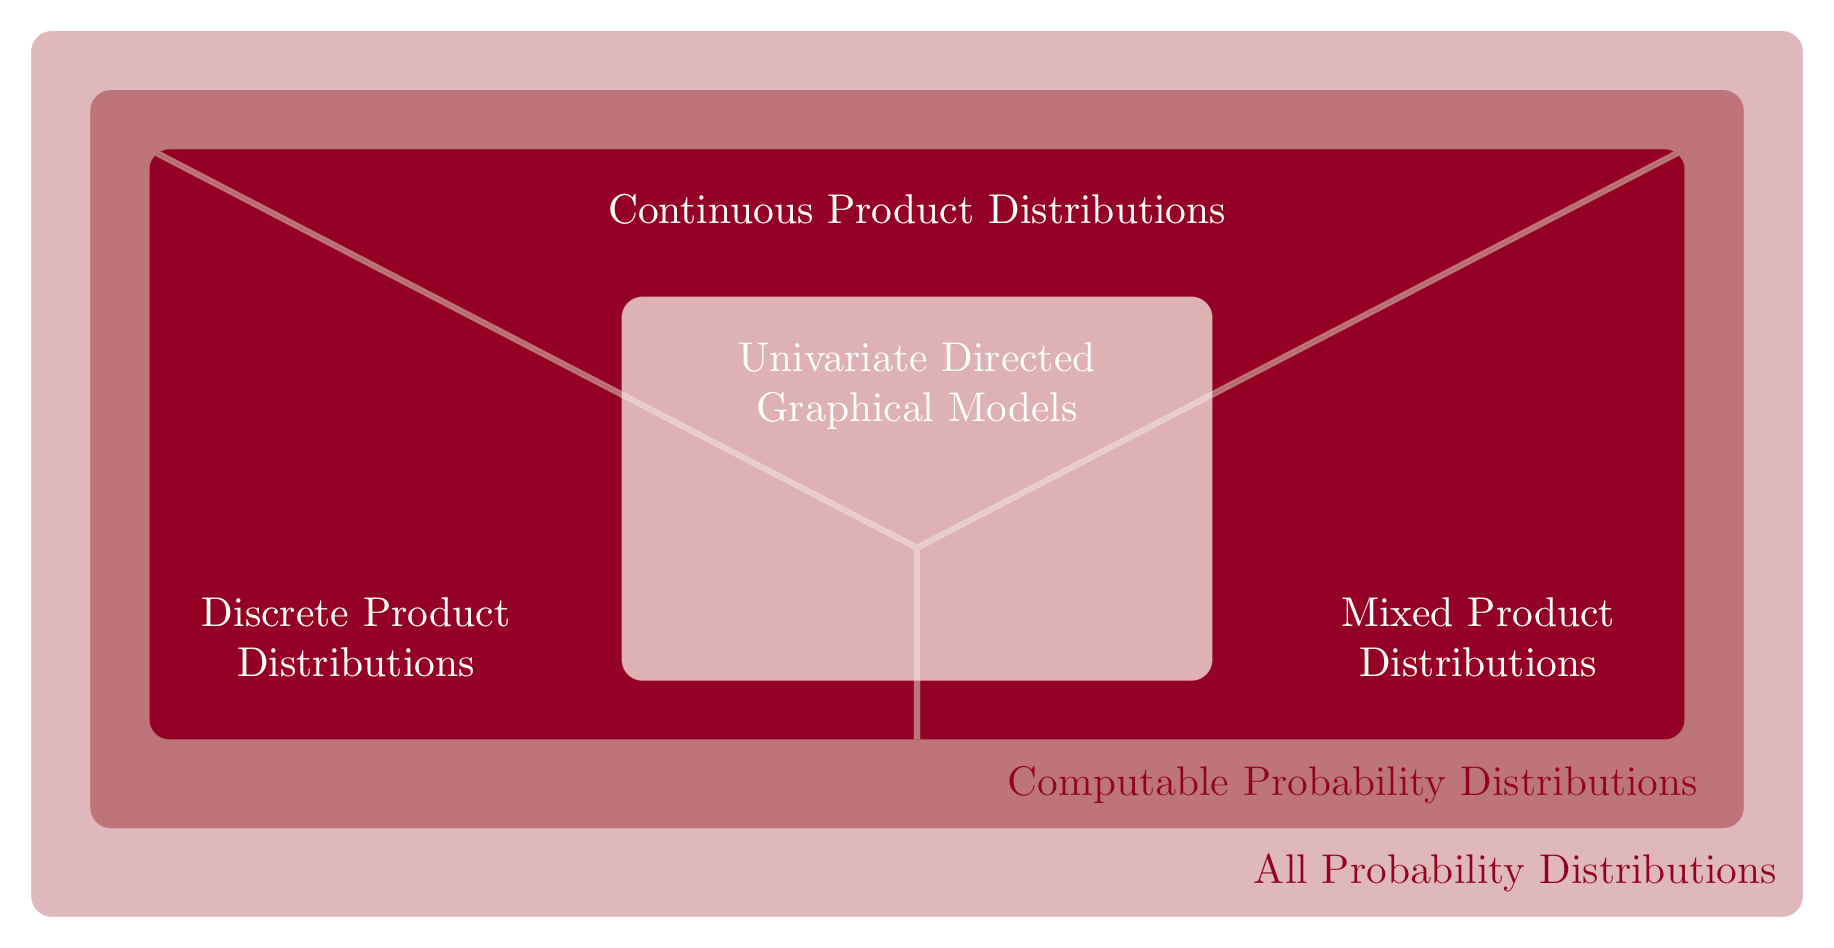 Continuous Product Distributions
Univariate Directed
Graphical Models
Discrete Product
Distributions
Mixed Product
Distributions
Computable Probability Distributions
All Probability Distributions